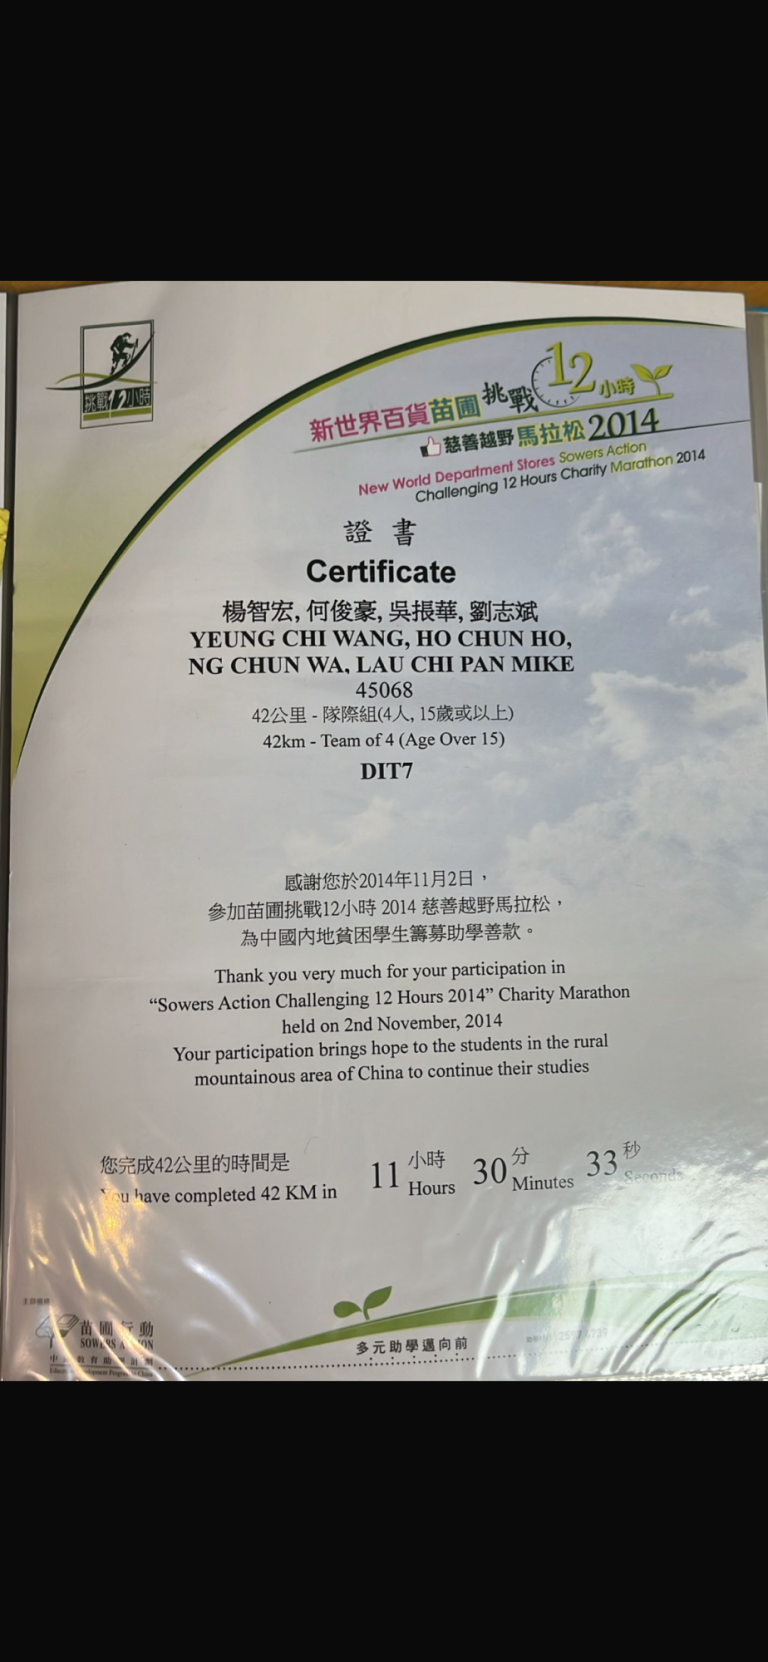 挑戰12小時
新世界百貨苗圃挑戰12小時
慈善越野馬拉松2014
New World Department Stores Sowers Action
Challenging 12 Hours Charity Marathon 2014
證 書
Certificate
楊智宏, 何俊豪, 吳振華, 劉志斌
YEUNG CHI WANG, HO CHUN HO,
NG CHUN WA, LAU CHI PAN MIKE
45068
42公里 - 隊際組(4人, 15歲或以上)
42km - Team of 4 (Age Over 15)
DIT7
感謝您於2014年11月2日，
參加苗圃挑戰12小時 2014 慈善越野馬拉松，
為中國內地貧困學生籌募助學善款。
Thank you very much for your participation in
“Sowers Action Challenging 12 Hours 2014” Charity Marathon
held on 2nd November, 2014
Your participation brings hope to the students in the rural
mountainous area of China to continue their studies
您完成42公里的時間是
You have completed 42 KM in
11 小時 30 分 33 秒
Hours Minutes Seconds
主辦機構
苗圃行動
SOWERS ACTION
多元助學邁向前